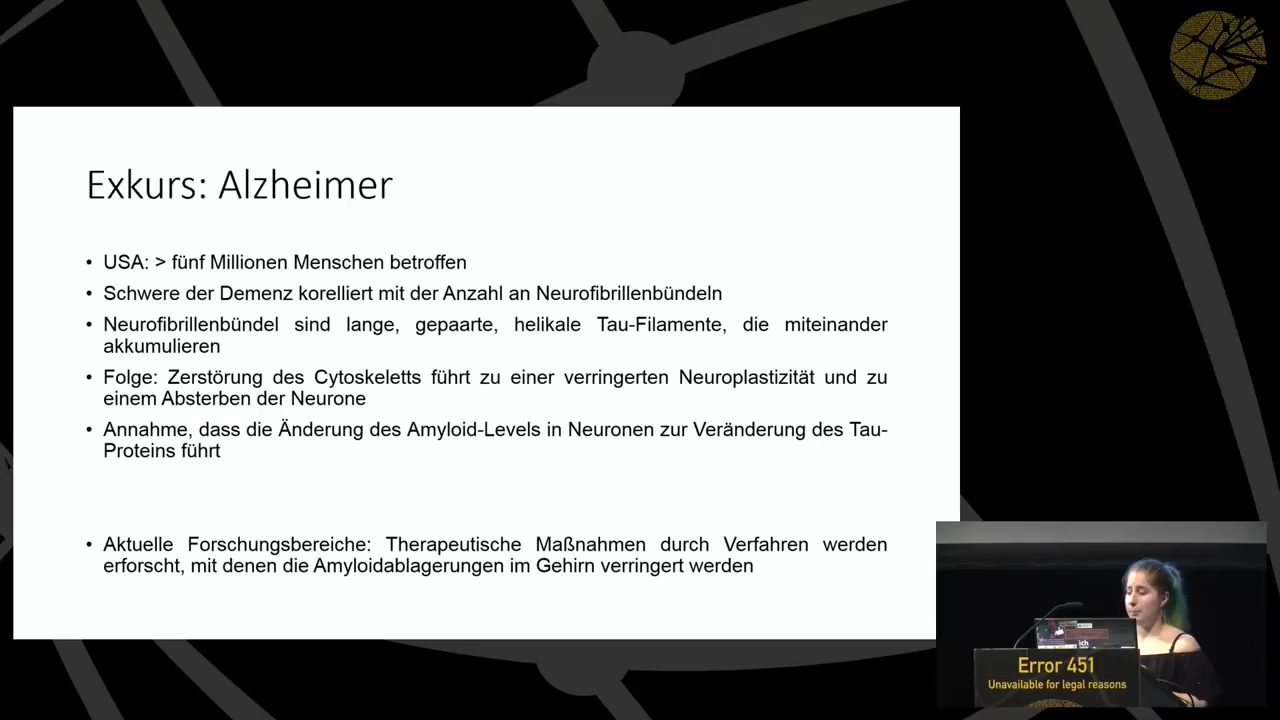 Exkurs: Alzheimer
• USA: > fünf Millionen Menschen betroffen
• Schwere der Demenz korelliert mit der Anzahl an Neurofibrillenbündeln
• Neurofibrillenbündel sind lange, gepaarte, helikale Tau-Filamente, die miteinander
akkumulieren
• Folge: Zerstörung des Cytoskeletts führt zu einer verringerten Neuroplastizität und zu
einem Absterben der Neurone
• Annahme, dass die Änderung des Amyloid-Levels in Neuronen zur Veränderung des Tau-
Proteins führt
• Aktuelle Forschungsbereiche: Therapeutische Maßnahmen durch Verfahren werden
erforscht, mit denen die Amyloidablagerungen im Gehirn verringert werden
ich
Error 451
Unavailable for legal reasons